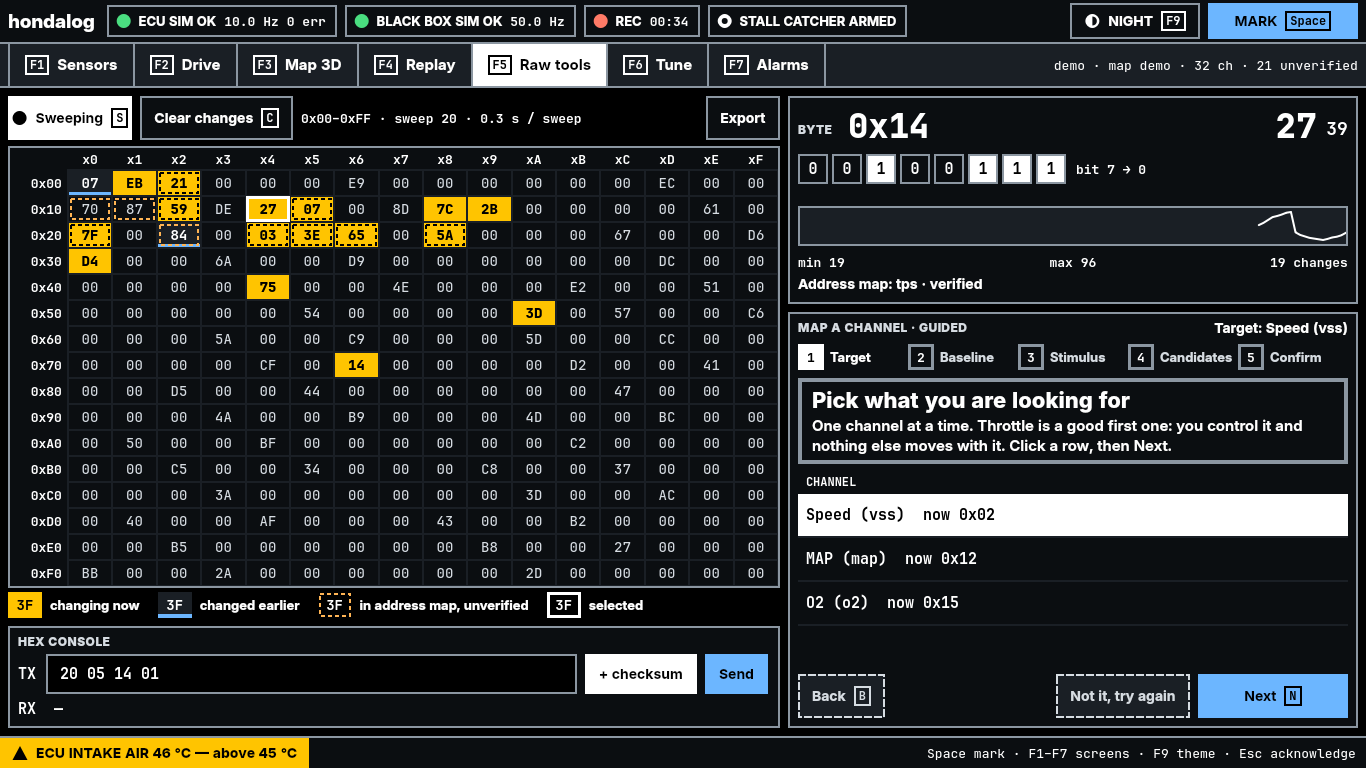 hondalog ECU SIM OK 10.0 Hz 0 err BLACK BOX SIM OK 50.0 Hz REC 00:34 STALL CATCHER ARMED NIGHT F9 MARK Space
F1 Sensors F2 Drive F3 Map 3D F4 Replay F5 Raw tools F6 Tune F7 Alarms demo · map demo · 32 ch · 21 unverified
Sweeping S Clear changes C 0x00–0xFF · sweep 20 · 0.3 s / sweep Export
x0 x1 x2 x3 x4 x5 x6 x7 x8 x9 xA xB xC xD xE xF
0x00 07 EB 21 00 00 00 E9 00 00 00 00 00 00 EC 00 00
0x10 70 87 59 DE 27 07 00 8D 7C 2B 00 00 00 00 61 00
0x20 7F 00 84 00 03 3E 65 00 5A 00 00 00 67 00 00 D6
0x30 D4 00 00 6A 00 00 D9 00 00 00 00 00 00 DC 00 00
0x40 00 00 00 00 75 00 00 4E 00 00 00 E2 00 00 51 00
0x50 00 00 00 00 00 54 00 00 00 00 3D 00 57 00 00 C6
0x60 00 00 00 5A 00 00 C9 00 00 00 5D 00 00 CC 00 00
0x70 00 00 00 00 CF 00 14 00 00 00 00 D2 00 00 41 00
0x80 00 00 D5 00 00 44 00 00 00 00 00 00 47 00 00 00
0x90 00 00 00 4A 00 00 B9 00 00 00 4D 00 00 BC 00 00
0xA0 00 50 00 00 BF 00 00 00 00 00 00 C2 00 00 00 00
0xB0 00 00 C5 00 00 34 00 00 00 C8 00 00 37 00 00 00
0xC0 00 00 00 3A 00 00 00 00 00 00 3D 00 00 AC 00 00
0xD0 00 40 00 00 AF 00 00 00 43 00 00 B2 00 00 00 00
0xE0 00 00 B5 00 00 00 00 00 00 B8 00 00 27 00 00 00
0xF0 BB 00 00 2A 00 00 00 00 00 00 2D 00 00 00 00 00
3F changing now 3F changed earlier 3F in address map, unverified 3F selected
HEX CONSOLE
TX 20 05 14 01 + checksum Send
RX –
BYTE 0x14 27 39
0 0 1 0 0 1 1 1 bit 7 → 0
min 19 max 96 19 changes
Address map: tps · verified
MAP A CHANNEL · GUIDED Target: Speed (vss)
1 Target 2 Baseline 3 Stimulus 4 Candidates 5 Confirm
Pick what you are looking for
One channel at a time. Throttle is a good first one: you control it and
nothing else moves with it. Click a row, then Next.
CHANNEL
Speed (vss) now 0x02
MAP (map) now 0x12
O2 (o2) now 0x15
Back B Not it, try again Next N
ECU INTAKE AIR 46 °C — above 45 °C Space mark · F1–F7 screens · F9 theme · Esc acknowledge